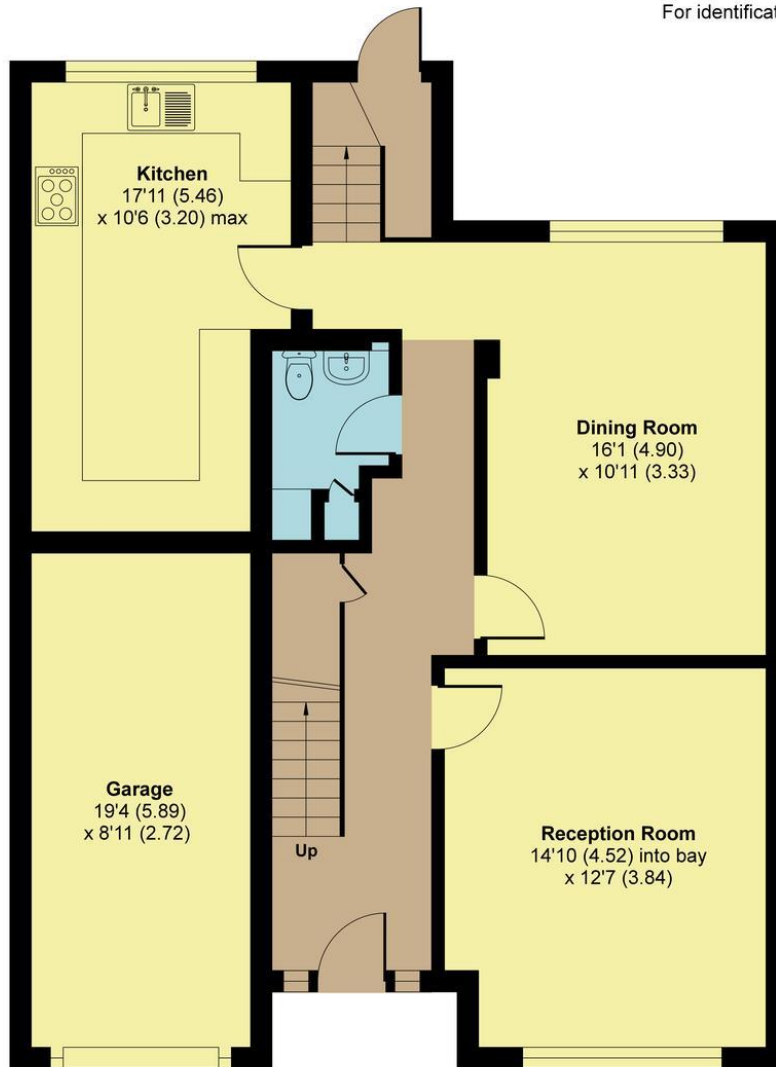 For identificat
Kitchen
17'11 (5.46)
x 10'6 (3.20) max
Dining Room
16'1 (4.90)
x 10'11 (3.33)
Garage
19'4 (5.89)
x 8'11 (2.72)
Up
Reception Room
14'10 (4.52) into bay
x 12'7 (3.84)